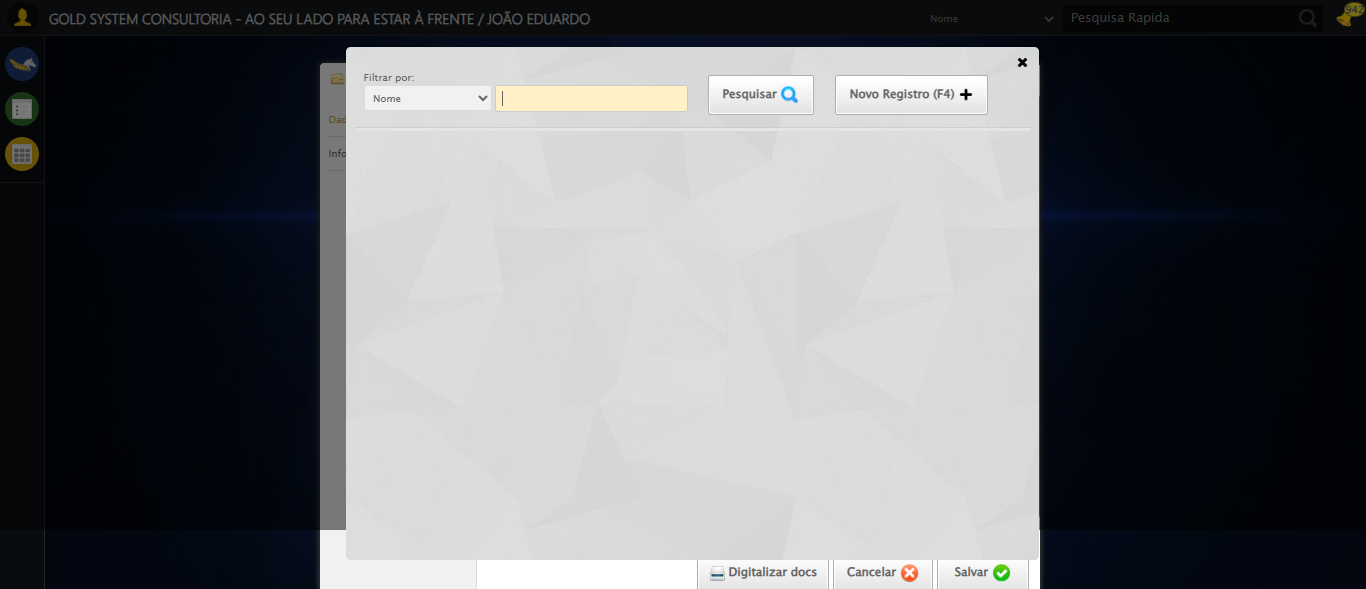 GOLD SYSTEM CONSULTORIA - AO SEU LADO PARA ESTAR À FRENTE / JOÃO EDUARDO
Nome
Pesquisa Rapida
942
Filtrar por:
Nome
Pesquisar
Novo Registro (F4)
Dad
Info
Digitalizar docs
Cancelar
Salvar